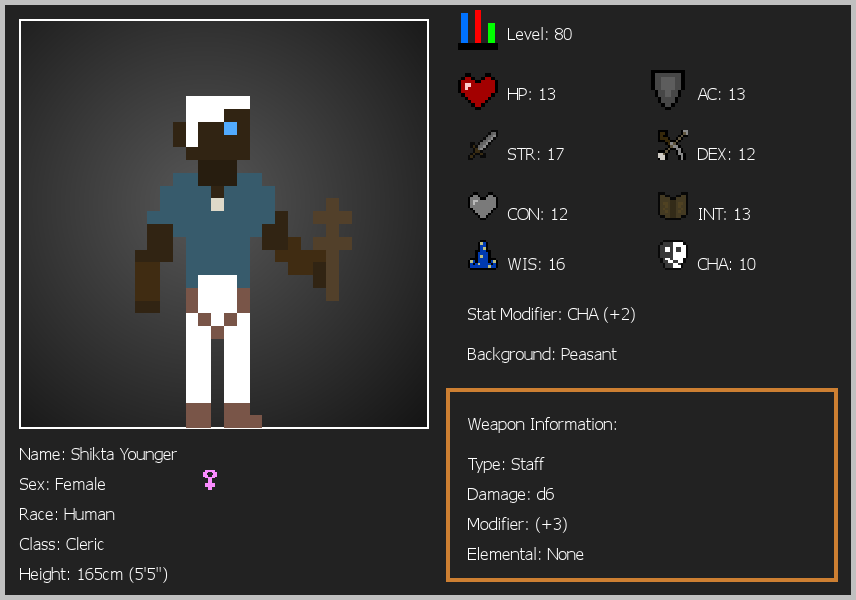 Level: 80
HP: 13
AC: 13
STR: 17
DEX: 12
CON: 12
INT: 13
WIS: 16
CHA: 10
Stat Modifier: CHA (+2)
Background: Peasant
Weapon Information:
Type: Staff
Damage: d6
Modifier: (+3)
Elemental: None
Name: Shikta Younger
Sex: Female
Race: Human
Class: Cleric
Height: 165cm (5'5")